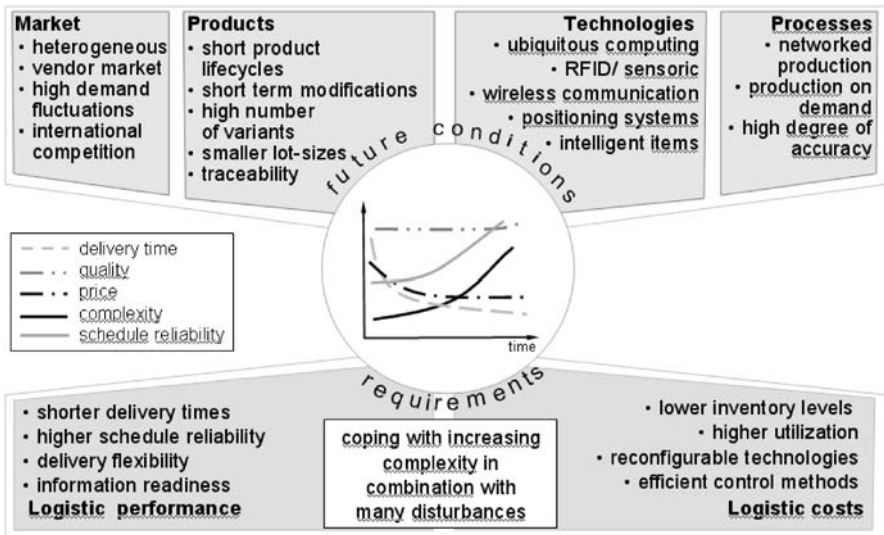 Market
• heterogeneous
• vendor market
• high demand
fluctuations
• international
competition
Products
• short product
lifecycles
• short term modifications
• high number
of variants
• smaller lot-sizes
• traceability
Technologies
• ubiquitous computing
• RFID/ sensoric
• wireless communication
• positioning systems
• intelligent items
Processes
• networked
production
• production on
demand
• high degree of
accuracy
future conditions
delivery time
quality
price
complexity
schedule reliability
time
requirements
• shorter delivery times
• higher schedule reliability
• delivery flexibility
• information readiness
Logistic performance
coping with increasing
complexity in
combination with
many disturbances
• lower inventory levels
• higher utilization
• reconfigurable technologies
• efficient control methods
Logistic costs